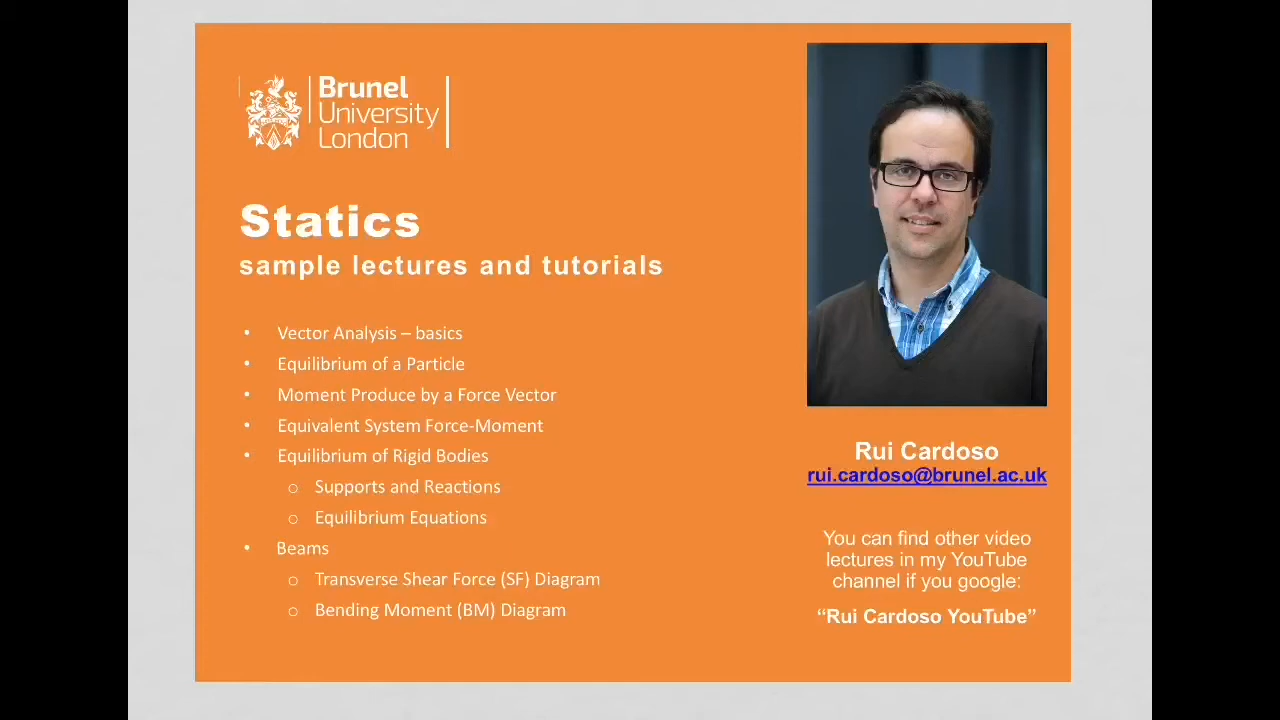 Brunel
University
London
Statics
sample lectures and tutorials
• Vector Analysis – basics
• Equilibrium of a Particle
• Moment Produce by a Force Vector
• Equivalent System Force-Moment
• Equilibrium of Rigid Bodies
o Supports and Reactions
o Equilibrium Equations
• Beams
o Transverse Shear Force (SF) Diagram
o Bending Moment (BM) Diagram
Rui Cardoso
rui.cardoso@brunel.ac.uk
You can find other video
lectures in my YouTube
channel if you google:
“Rui Cardoso YouTube”